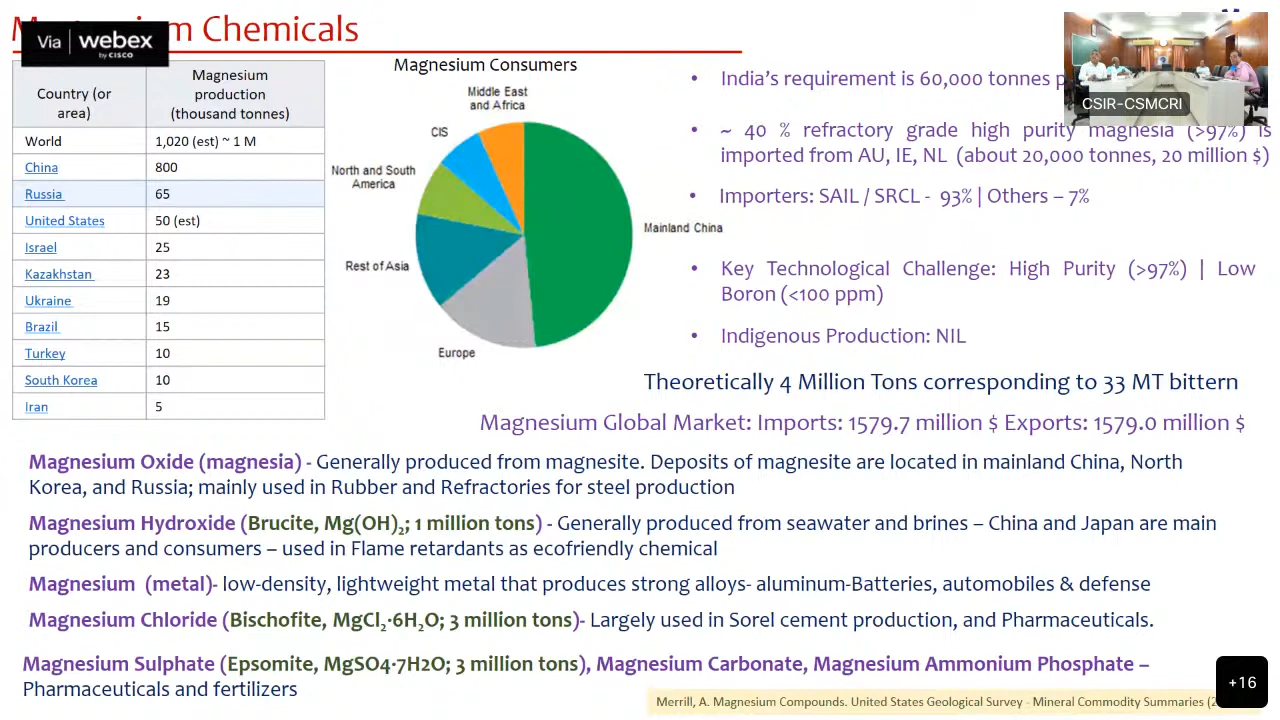 Chemicals
Via | webex
by CISCO
Country (or area) Magnesium production (thousand tonnes)
World 1,020 (est) ~ 1 M
China 800
Russia 65
United States 50 (est)
Israel 25
Kazakhstan 23
Ukraine 19
Brazil 15
Turkey 10
South Korea 10
Iran 5
Magnesium Consumers
Middle East
and Africa
CIS
North and South
America
Rest of Asia
Europe
Mainland China
CSIR-CSMCRI
• India's requirement is 60,000 tonnes
• ~ 40 % refractory grade high purity magnesia (>97%) is
imported from AU, IE, NL (about 20,000 tonnes, 20 million $)
• Importers: SAIL / SRCL - 93% | Others – 7%
• Key Technological Challenge: High Purity (>97%) | Low
Boron (<100 ppm)
• Indigenous Production: NIL
Theoretically 4 Million Tons corresponding to 33 MT bittern
Magnesium Global Market: Imports: 1579.7 million $ Exports: 1579.0 million $
Magnesium Oxide (magnesia) - Generally produced from magnesite. Deposits of magnesite are located in mainland China, North
Korea, and Russia; mainly used in Rubber and Refractories for steel production
Magnesium Hydroxide (Brucite, Mg(OH)₂; 1 million tons) - Generally produced from seawater and brines – China and Japan are main
producers and consumers – used in Flame retardants as ecofriendly chemical
Magnesium (metal)- low-density, lightweight metal that produces strong alloys- aluminum-Batteries, automobiles & defense
Magnesium Chloride (Bischofite, MgCl₂·6H₂O; 3 million tons)- Largely used in Sorel cement production, and Pharmaceuticals.
Magnesium Sulphate (Epsomite, MgSO4·7H2O; 3 million tons), Magnesium Carbonate, Magnesium Ammonium Phosphate –
Pharmaceuticals and fertilizers
Merrill, A. Magnesium Compounds. United States Geological Survey - Mineral Commodity Summaries
+16